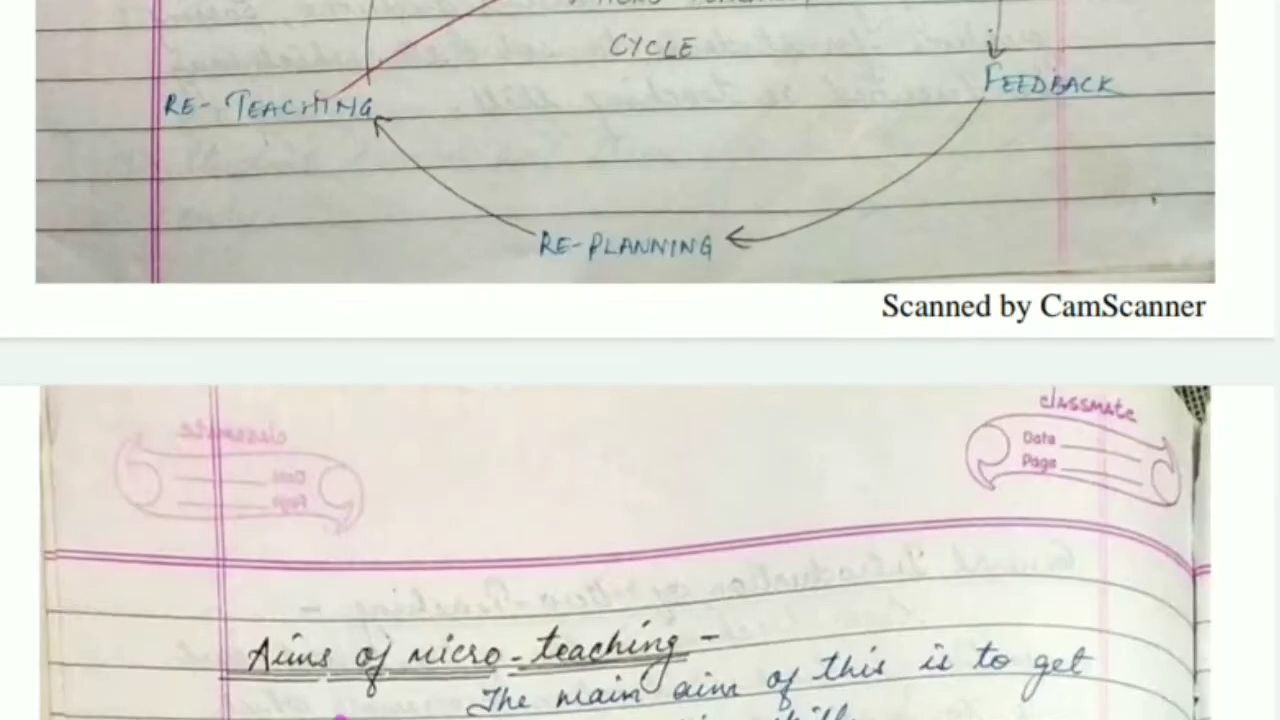 CYCLE
FEEDBACK
RE-TEACHING
RE-PLANNING
Scanned by CamScanner
classmate
Date
Page
Aims of micro-teaching -
The main aim of this is to get